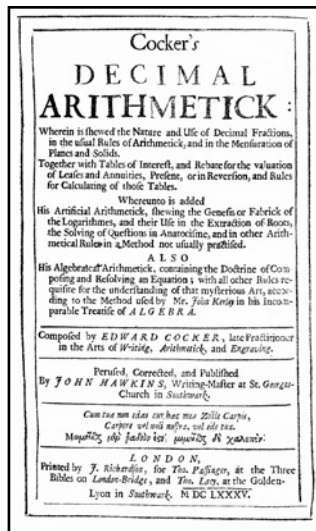 Cocker's
DECIMAL
ARITHMETICK:
Wherein is shewed the Nature and Use of Decimal Fractions,
in the usual Rules of Arithmetick, and in the Mensuration of
Planes and Solids.
Together with Tables of Interest, and Rebate for the valuation
of Leases and Annuities, Present, or in Reversion, and Rules
for Calculating of those Tables.
Whereunto is added
His Artificial Arithmetick, shewing the Genesis or Fabrick of
the Logarithmes, and their Use in the Extraction of Roots,
the Solving of Questions in Anatocisme, and in other Arith-
metical Rules in a Method not usually practised.
ALSO
His Algebraical Arithmetick, containing the Doctrine of Com-
posing and Resolving an Equation; with all other Rules re-
quisite for the understanding of that mysterious Art, accor-
ding to the Method used by Mr. John Kersey in his Incom-
parable Treatise of ALGEBRA.
Composed by EDWARD COCKER, late Practitioner
in the Arts of Writing, Arithmetick, and Engraving.
Perused, Corrected, and Published
By JOHN HAWKINS, Writing-Master at St. Georges-
Church in Southwark.
Cum tua non edas cur hæc mea Zoile Carpis,
Carpere vel noli nostra, vel ede tua.
LONDON,
Printed by J. Richardson, for Tho. Passinger, at the Three
Bibles on London-Bridge, and Tho. Lacy, at the Golden-
Lyon in Southwark. MDCLXXXV.